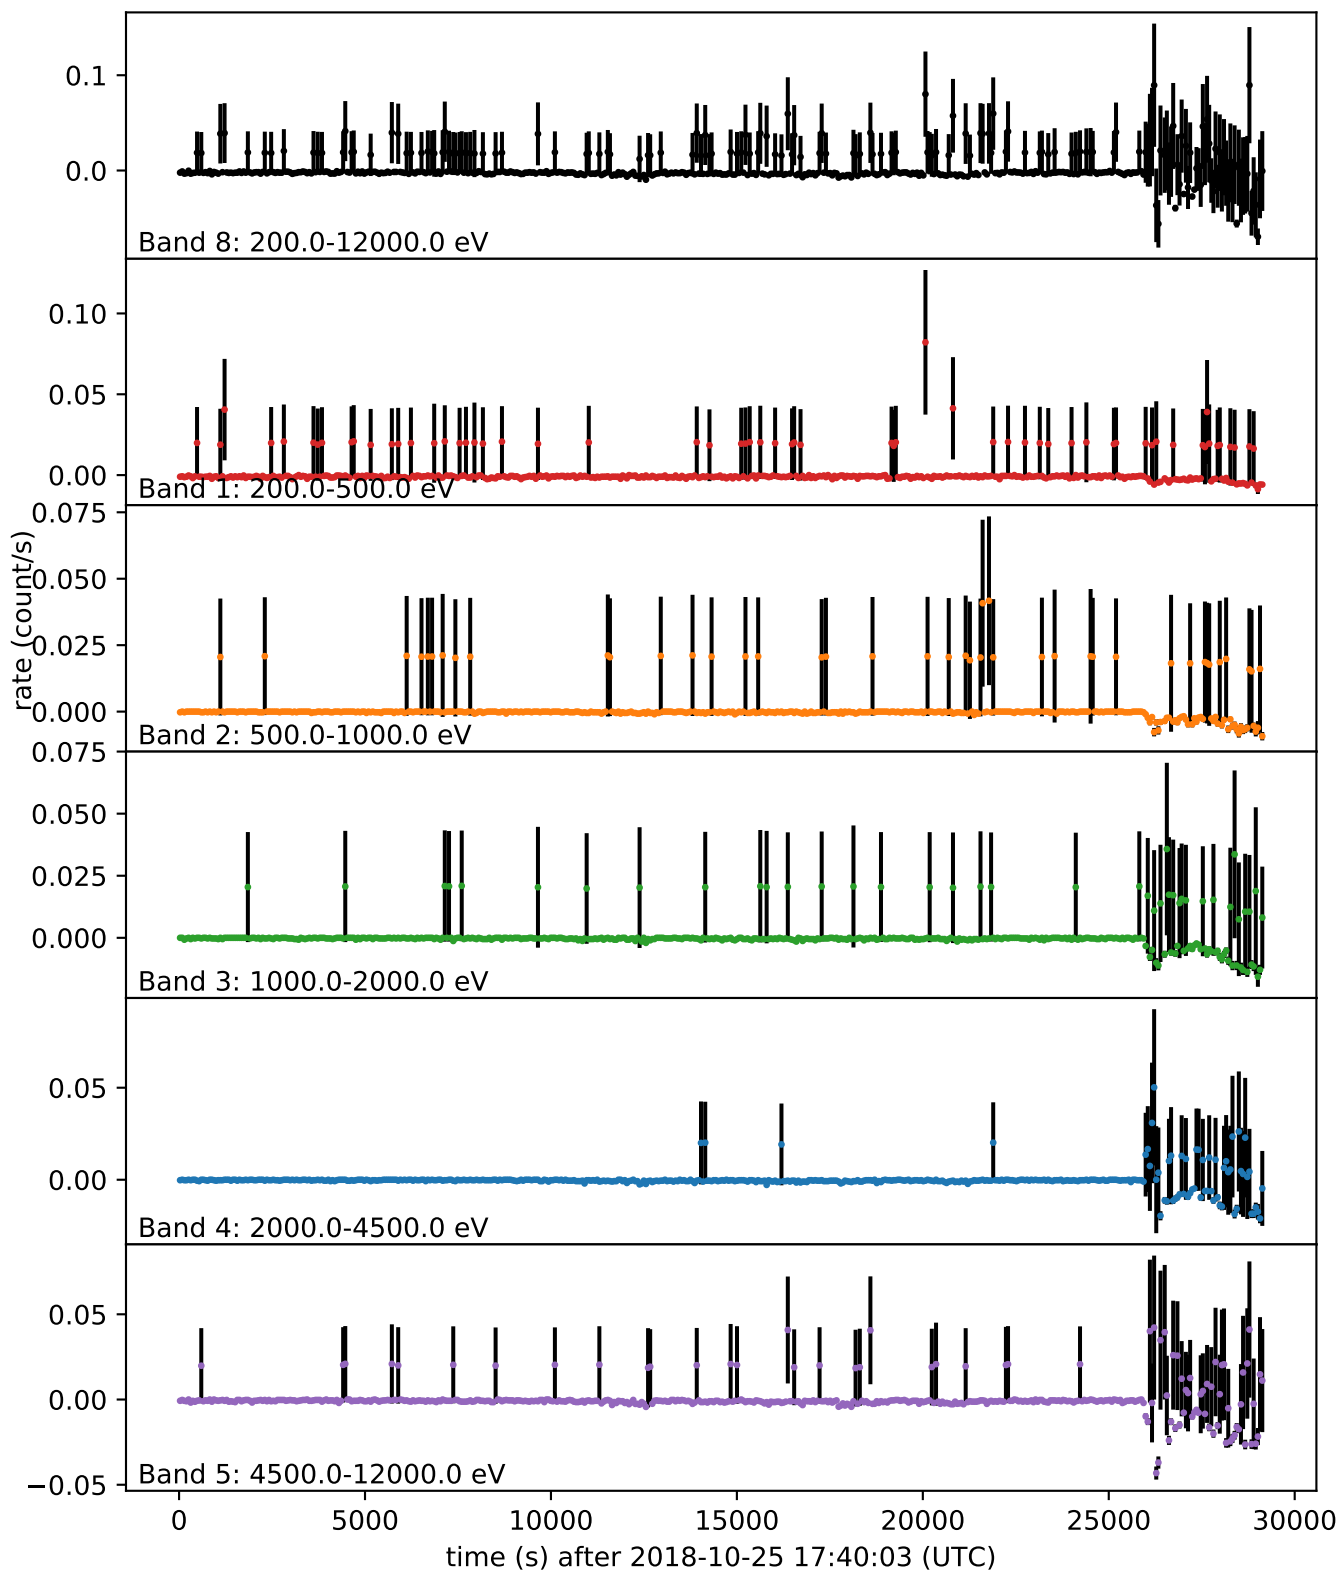 0.1
0.0
Band 8: 200.0-12000.0 eV
0.10
0.05
0.00
Band 1: 200.0-500.0 eV
rate (count/s)
0.075
0.050
0.025
0.000
Band 2: 500.0-1000.0 eV
0.075
0.050
0.025
0.000
Band 3: 1000.0-2000.0 eV
0.05
0.00
Band 4: 2000.0-4500.0 eV
0.05
0.00
−0.05
Band 5: 4500.0-12000.0 eV
0 5000 10000 15000 20000 25000 30000
time (s) after 2018-10-25 17:40:03 (UTC)